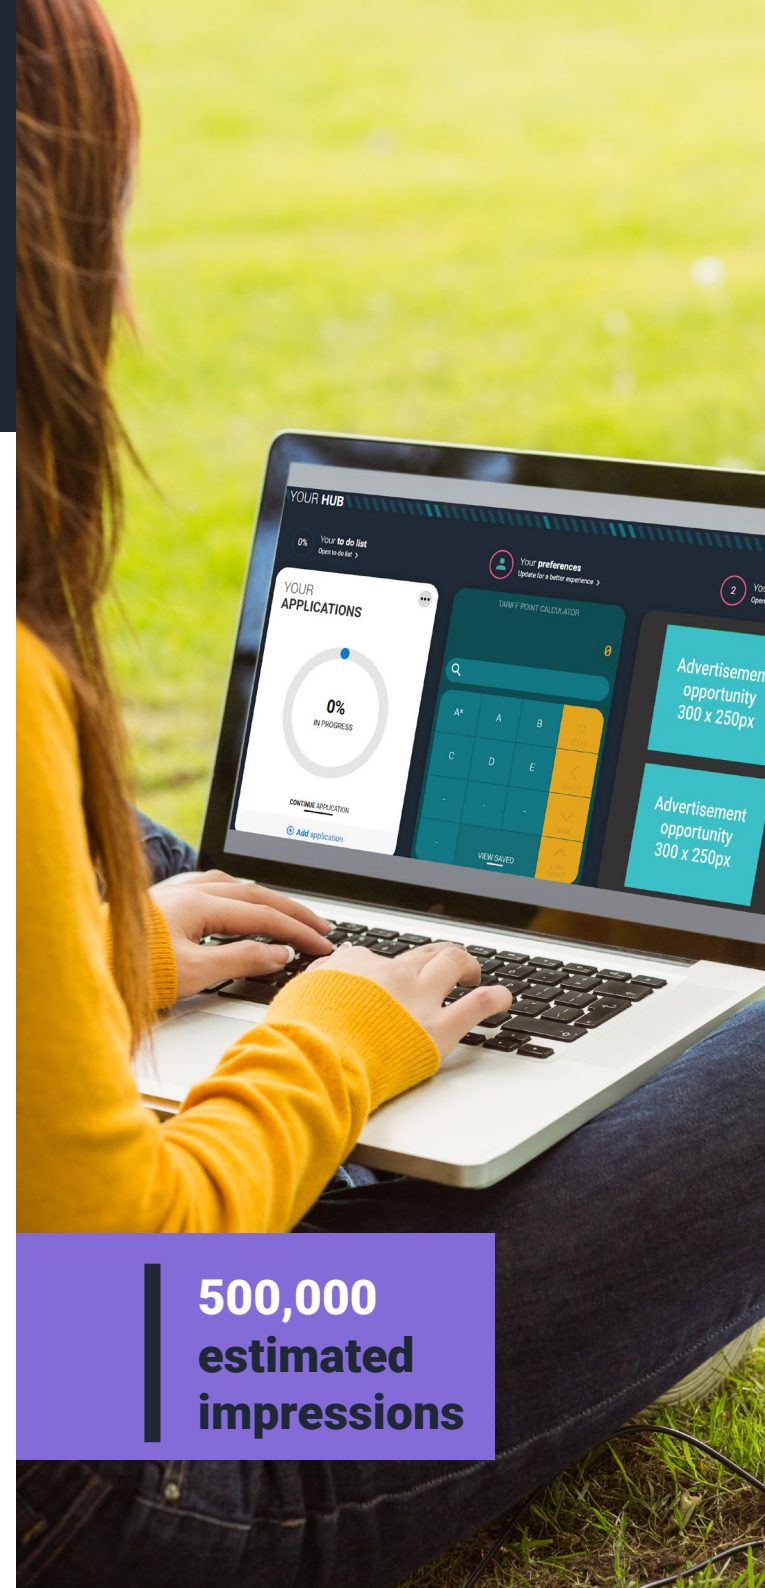 YOUR HUB
0%
Your to do list
Open to do list >
Your preferences
Update for a better experience >
2
YOUR
APPLICATIONS
0%
IN PROGRESS
CONTINUE APPLICATION
Add application
TARIFF POINT CALCULATOR
0
A*
A
B
C
D
E
VIEW SAVED
Advertisement
opportunity
300 x 250px
Advertisement
opportunity
300 x 250px
500,000
estimated
impressions